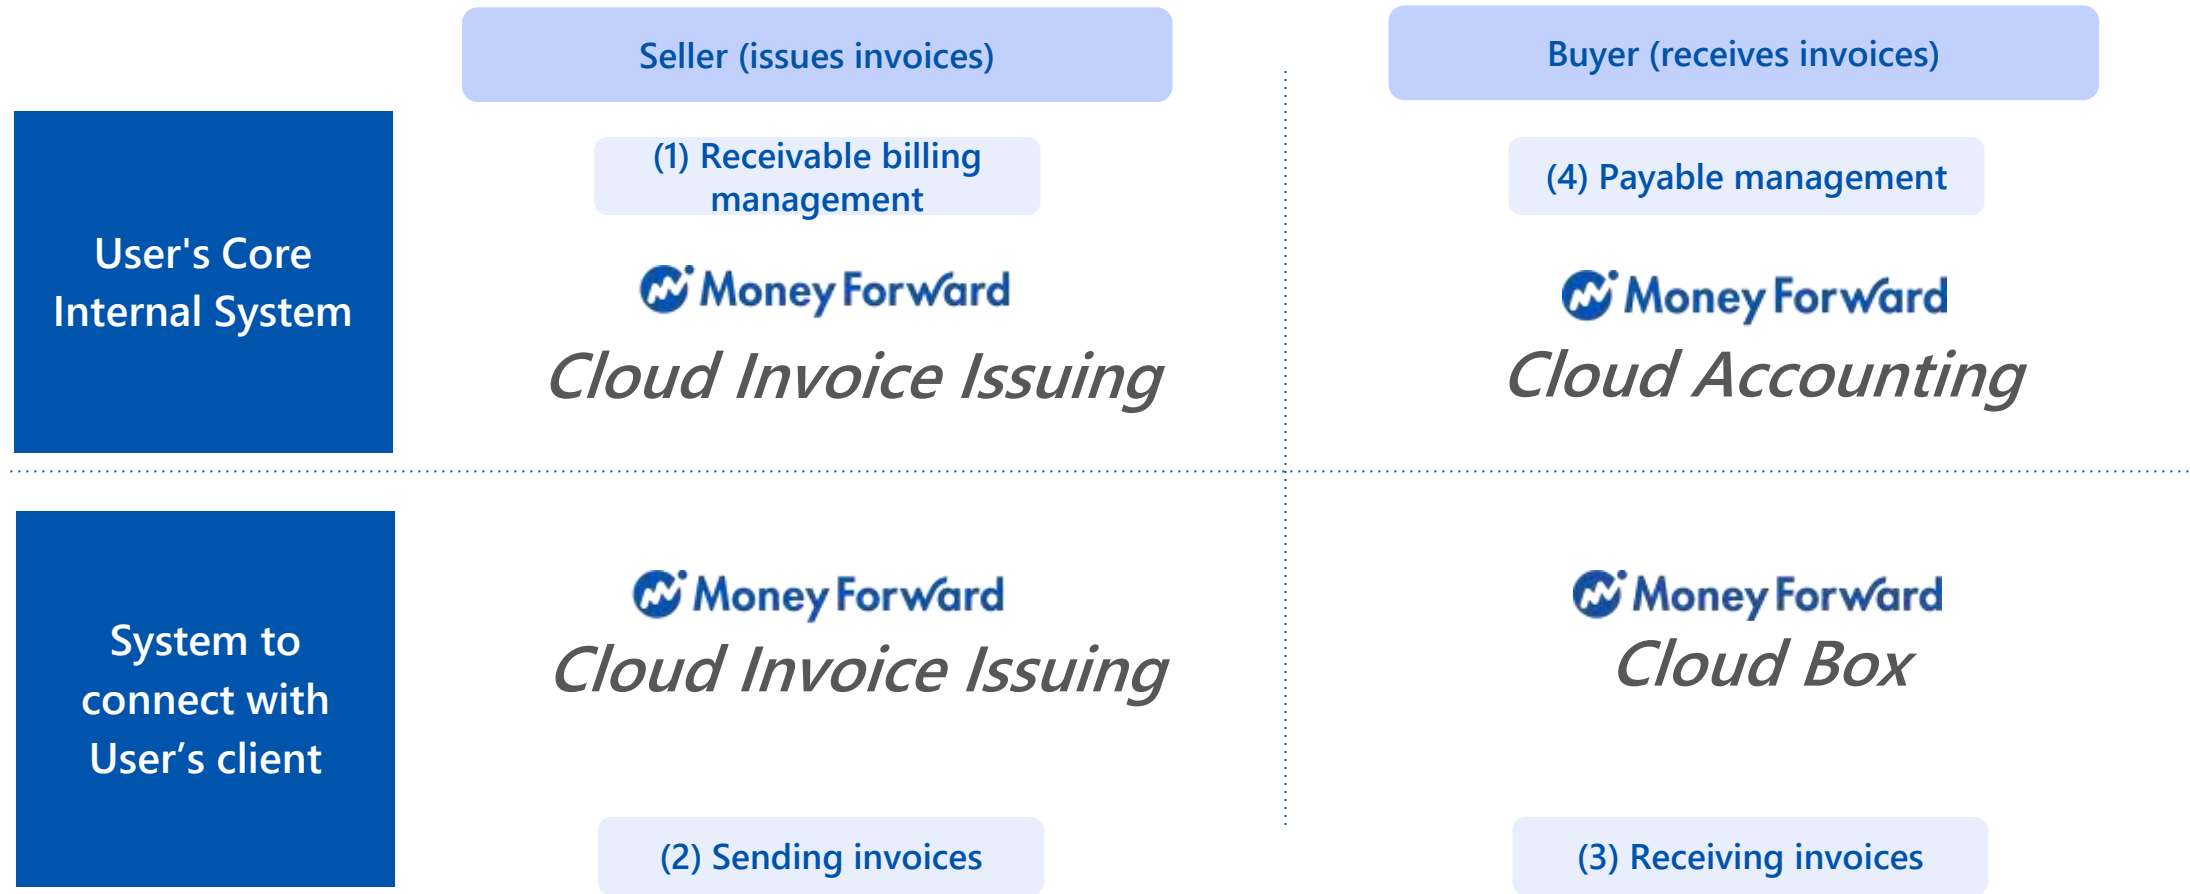 Seller (issues invoices)
Buyer (receives invoices)
User's Core
Internal System
(1) Receivable billing
management
Money Forward
Cloud Invoice Issuing
(4) Payable management
Money Forward
Cloud Accounting
System to
connect with
User’s client
Money Forward
Cloud Invoice Issuing
(2) Sending invoices
Money Forward
Cloud Box
(3) Receiving invoices